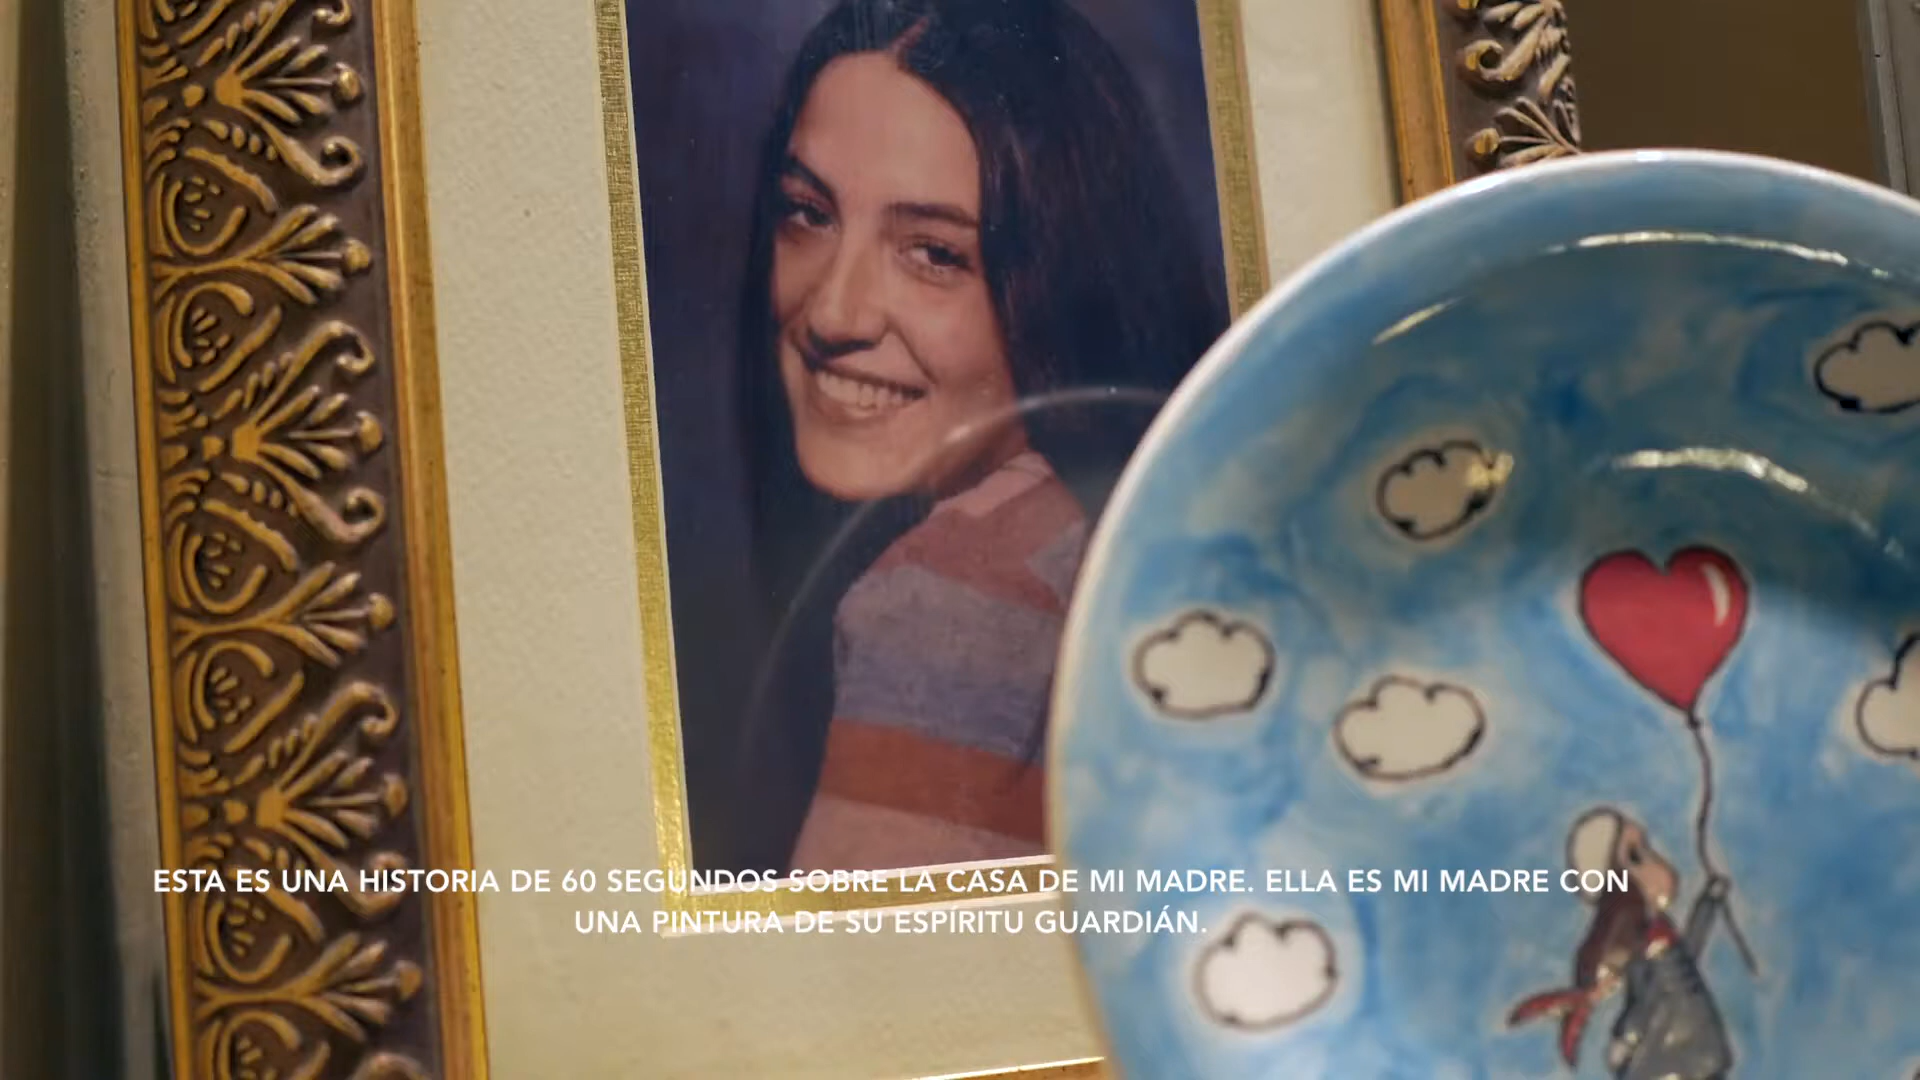 ESTA ES UNA HISTORIA DE 60 SEGUNDOS SOBRE LA CASA DE MI MADRE. ELLA ES MI MADRE CON
UNA PINTURA DE SU ESPÍRITU GUARDIÁN.